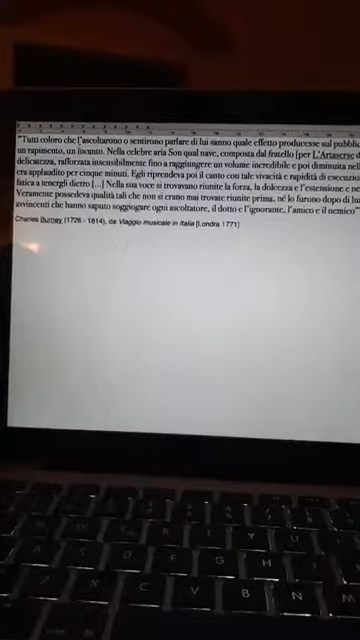 "Tutti coloro che l'ascoltarono o sentirono parlare di lui sanno quale effetto producesse sul pubblico
un rapimento, un incanto. Nella celebre aria Son qual nave, composta dal fratello [per L'Artaserse d
delicatezza, rafforzata insensibilmente fino a raggiungere un volume incredibile e poi diminuita nell
era applaudito per cinque minuti. Egli riprendeva poi il canto con tale vivacità e rapidità di esecuzio
fatica a tenergli dietro [...] Nella sua voce si trovavano riunite la forza, la dolcezza e l'estensione e ne
Veramente possedeva qualità tali che non si erano mai trovate riunite prima, né lo furono dopo di lui
avvincenti che hanno saputo soggiogare ogni ascoltatore, il dotto e l'ignorante, l'amico e il nemico"
Charles Burney (1726 - 1814), da Viaggio musicale in Italia [Londra 1771]
Y U
D F G H
Z X C V B N M